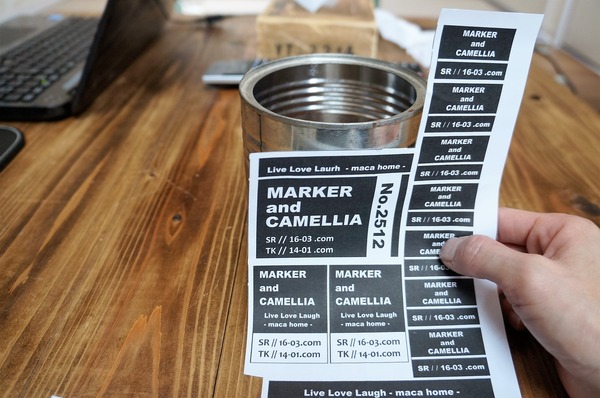 Live Love Laurh - maca home -
MARKER
and
CAMELLIA
SR // 16-03 .com
TK // 14-01 .com
No.2512
MARKER
and
CAMELLIA
Live Love Laugh
- maca home -
SR // 16-03.com
TK // 14-01.com
MARKER
and
CAMELLIA
Live Love Laugh
- maca home -
SR // 16-03.com
TK // 14-01.com
Live Love Laugh - maca home -
MARKER
and
CAMELLIA
SR // 16-03 .com
MARKER
and
CAMELLIA
SR // 16-03 .com
MARKER
and
CAMELLIA
SR // 16-03 .com
MARKER
and
CAMELLIA
SR // 16-03 .com
MARKER
and
SR // 16-03
MARKER
and
CAMELLIA
SR // 16-03 .com
MARKER
and
CAMELLIA
SR // 16-03 .com